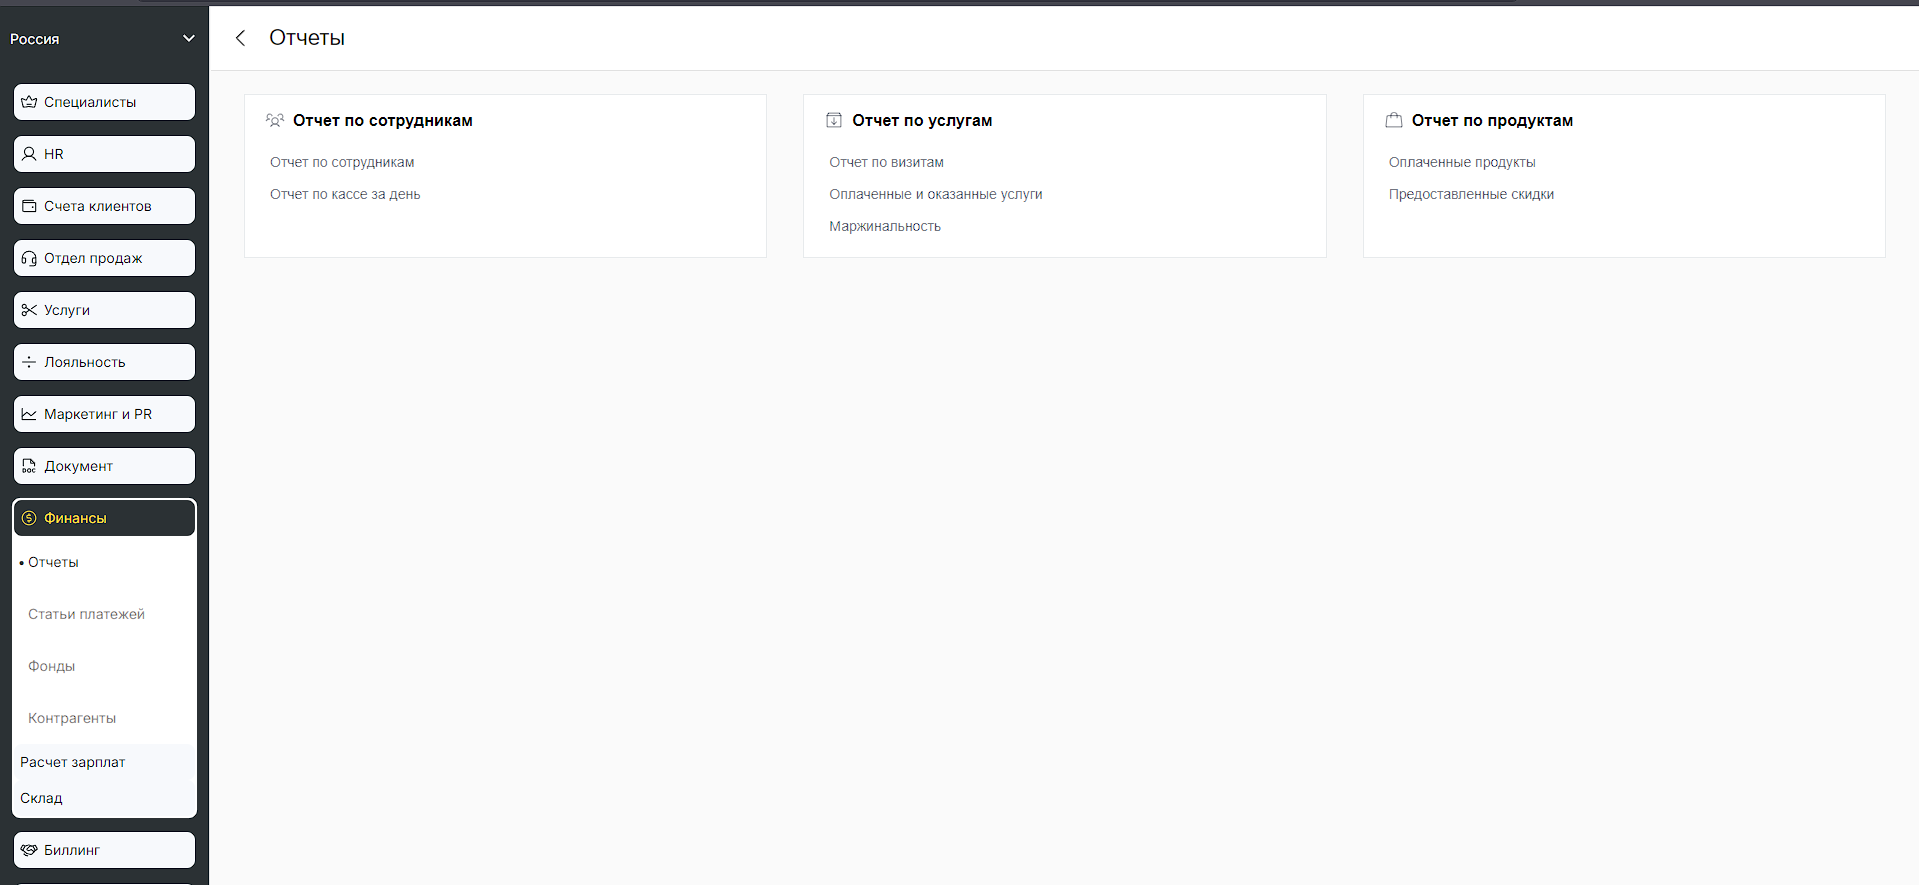 Россия
Специалисты
HR
Счета клиентов
Отдел продаж
Услуги
Лояльность
Маркетинг и PR
DOC Документ
Финансы
• Отчеты
Статьи платежей
Фонды
Контрагенты
Расчет зарплат
Склад
Биллинг
Отчеты
Отчет по сотрудникам
Отчет по сотрудникам
Отчет по кассе за день
Отчет по услугам
Отчет по визитам
Оплаченные и оказанные услуги
Маржинальность
Отчет по продуктам
Оплаченные продукты
Предоставленные скидки